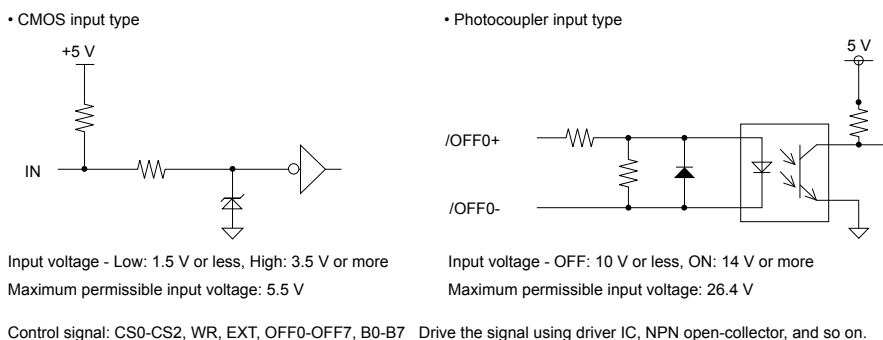 • CMOS input type
+5 V
IN
Input voltage - Low: 1.5 V or less, High: 3.5 V or more
Maximum permissible input voltage: 5.5 V
• Photocoupler input type
5 V
/OFF0+
/OFF0-
Input voltage - OFF: 10 V or less, ON: 14 V or more
Maximum permissible input voltage: 26.4 V
Control signal: CS0-CS2, WR, EXT, OFF0-OFF7, B0-B7 Drive the signal using driver IC, NPN open-collector, and so on.